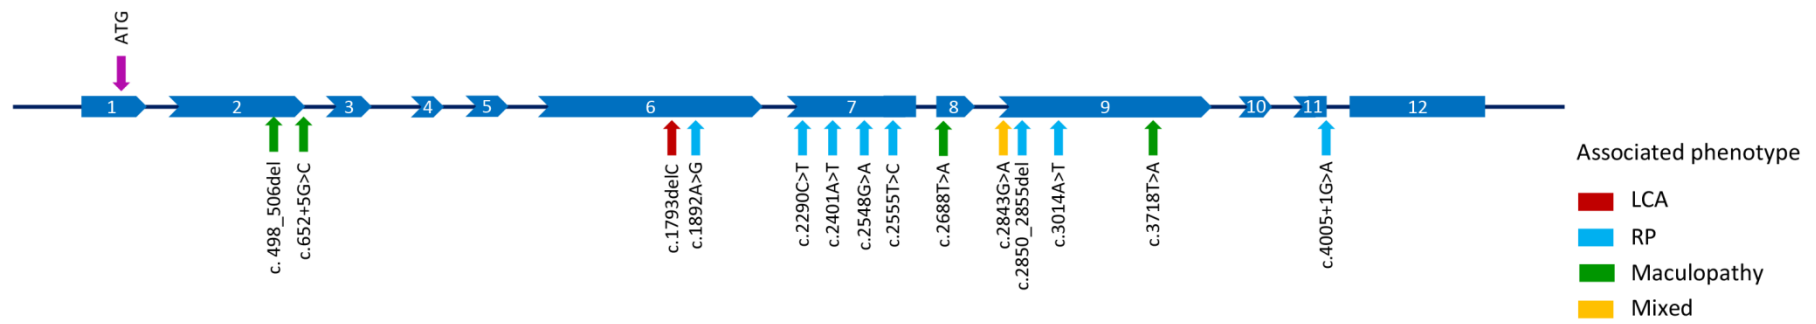 ATG
1
2
3
4
5
6
7
8
9
10
11
12
c. 498_506del
c.652+5G>C
c.1793delC
c.1892A>G
c.2290C>T
c.2401A>T
c.2548G>A
c.2555T>C
c.2688T>A
c.2843G>A
c.2850_2855del
c.3014A>T
c.3718T>A
c.4005+1G>A
Associated phenotype
LCA
RP
Maculopathy
Mixed